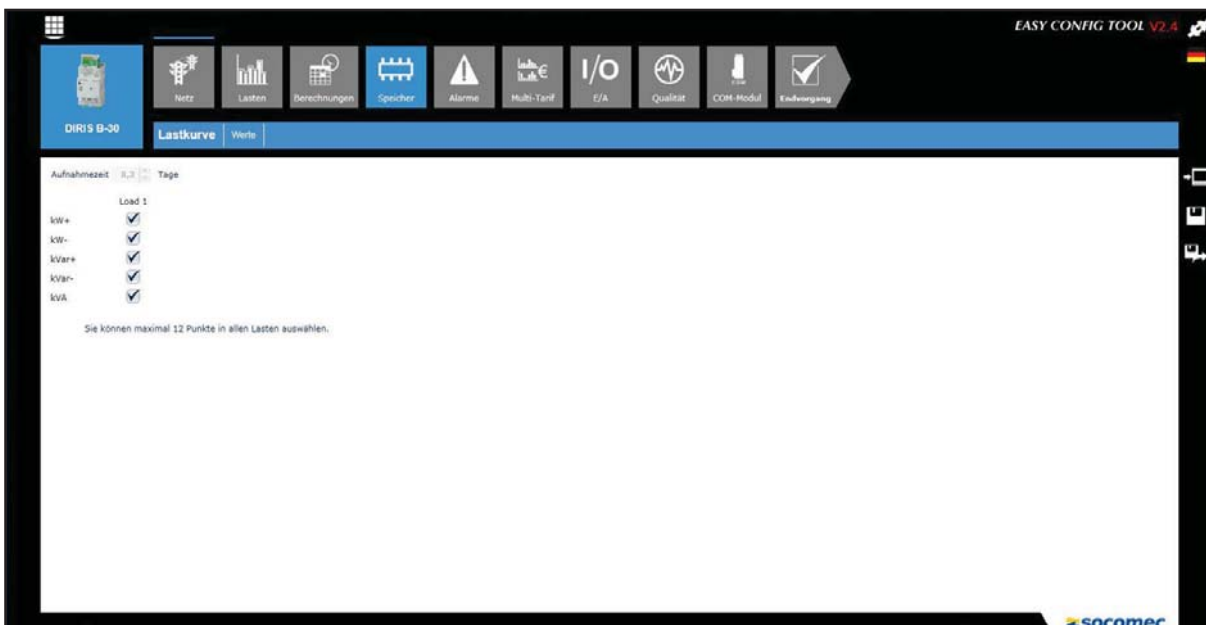 EASY CONFIG TOOL V2.4
Netz
Lasten
Berechnungen
Speicher
Alarme
€
Multi-Tarif
I/O
E/A
Qualität
COM
COM-Modul
Endvorgang
DIRIS B-30
Lastkurve
Werte
Aufnahmezeit
Tage
Load 1
kW+
kW-
kVar+
kVar-
kVA
Sie können maximal 12 Punkte in allen Lasten auswählen.
socomec